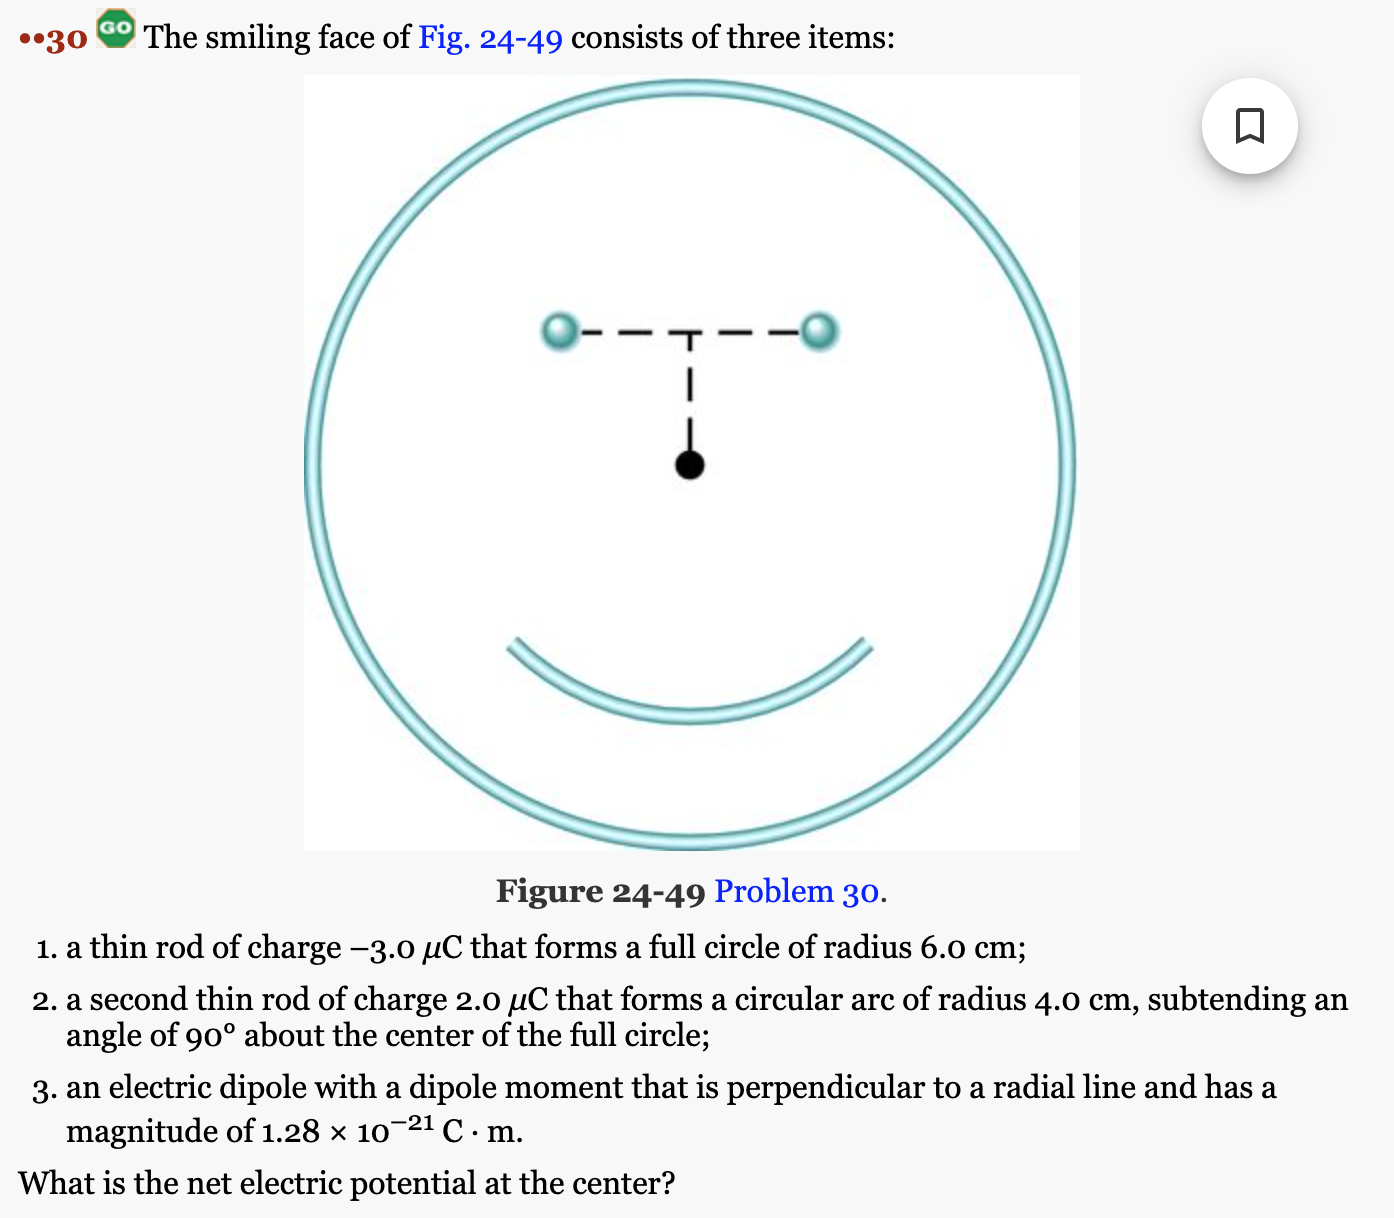 ••30 GO The smiling face of Fig. 24-49 consists of three items:
Figure 24-49 Problem 30.
1. a thin rod of charge −3.0 μC that forms a full circle of radius 6.0 cm;
2. a second thin rod of charge 2.0 μC that forms a circular arc of radius 4.0 cm, subtending an
angle of 90° about the center of the full circle;
3. an electric dipole with a dipole moment that is perpendicular to a radial line and has a
magnitude of 1.28 × 10⁻²¹ C · m.
What is the net electric potential at the center?